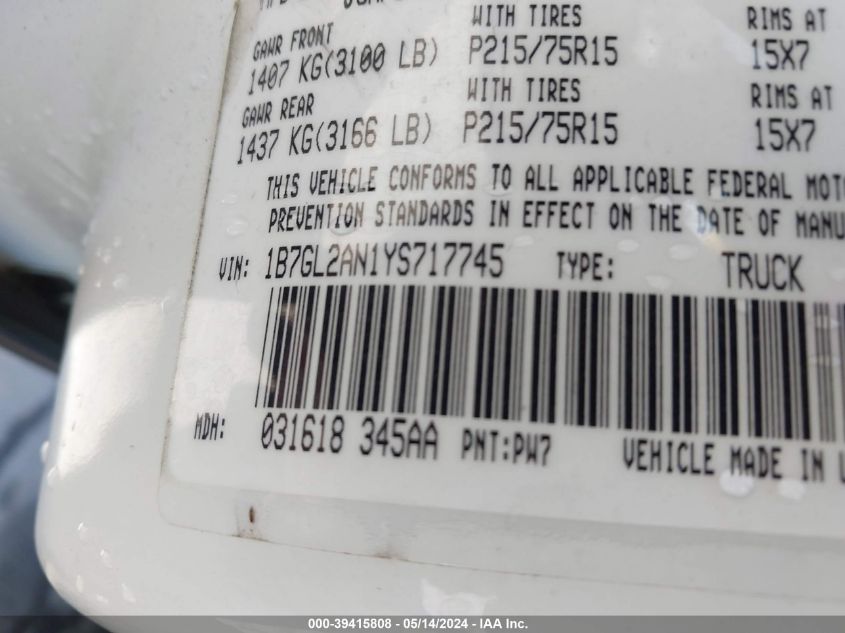 WITH TIRES RIMS AT
GAWR FRONT
1407 KG(3100 LB) P215/75R15 15X7
WITH TIRES RIMS AT
GAWR REAR
1437 KG(3166 LB) P215/75R15 15X7
THIS VEHICLE CONFORMS TO ALL APPLICABLE FEDERAL MOTO
PREVENTION STANDARDS IN EFFECT ON THE DATE OF MANU
VIN: 1B7GL2AN1YS717745 TYPE: TRUCK
MDH: 031618 345AA PNT:PW7 VEHICLE MADE IN U
000-39415808 - 05/14/2024 - IAA Inc.